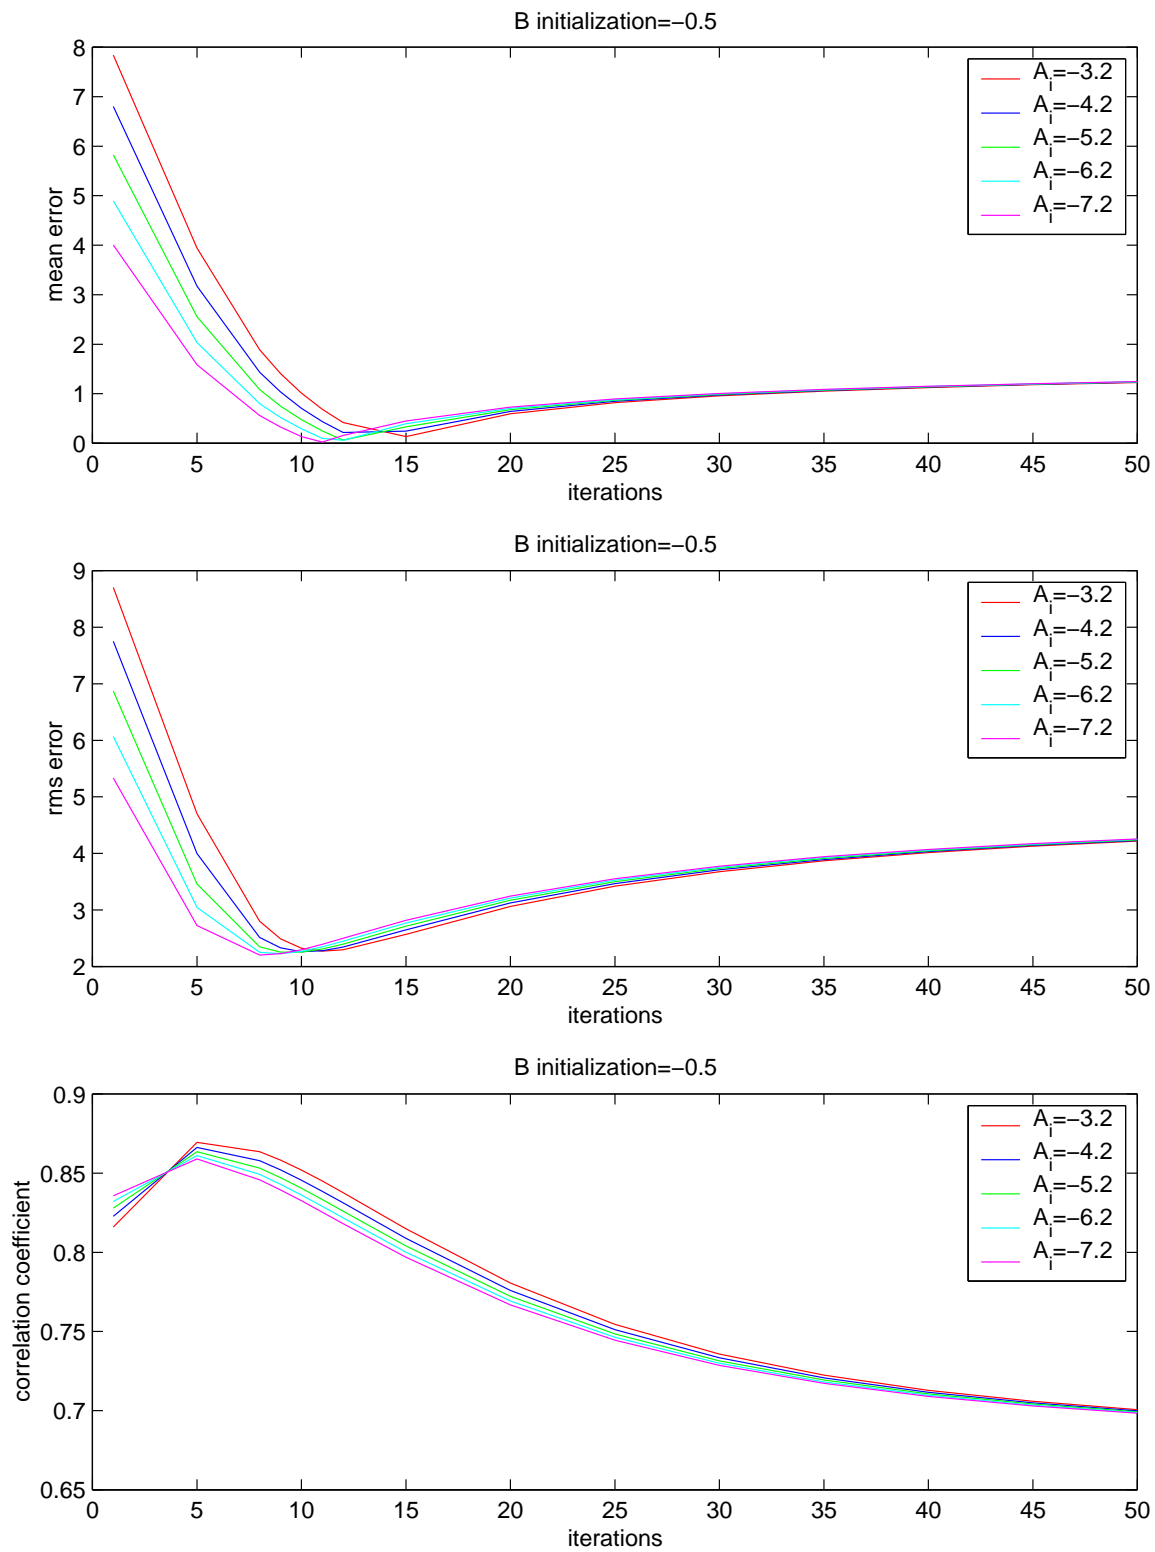 B initialization=−0.5
8
7
6
5
4
3
2
1
0
mean error
A_i=−3.2
A_i=−4.2
A_i=−5.2
A_i=−6.2
A_i=−7.2
0 5 10 15 20 25 30 35 40 45 50
iterations
B initialization=−0.5
9
8
7
6
5
4
3
2
rms error
A_i=−3.2
A_i=−4.2
A_i=−5.2
A_i=−6.2
A_i=−7.2
0 5 10 15 20 25 30 35 40 45 50
iterations
B initialization=−0.5
0.9
0.85
0.8
0.75
0.7
0.65
correlation coefficient
A_i=−3.2
A_i=−4.2
A_i=−5.2
A_i=−6.2
A_i=−7.2
0 5 10 15 20 25 30 35 40 45 50
iterations